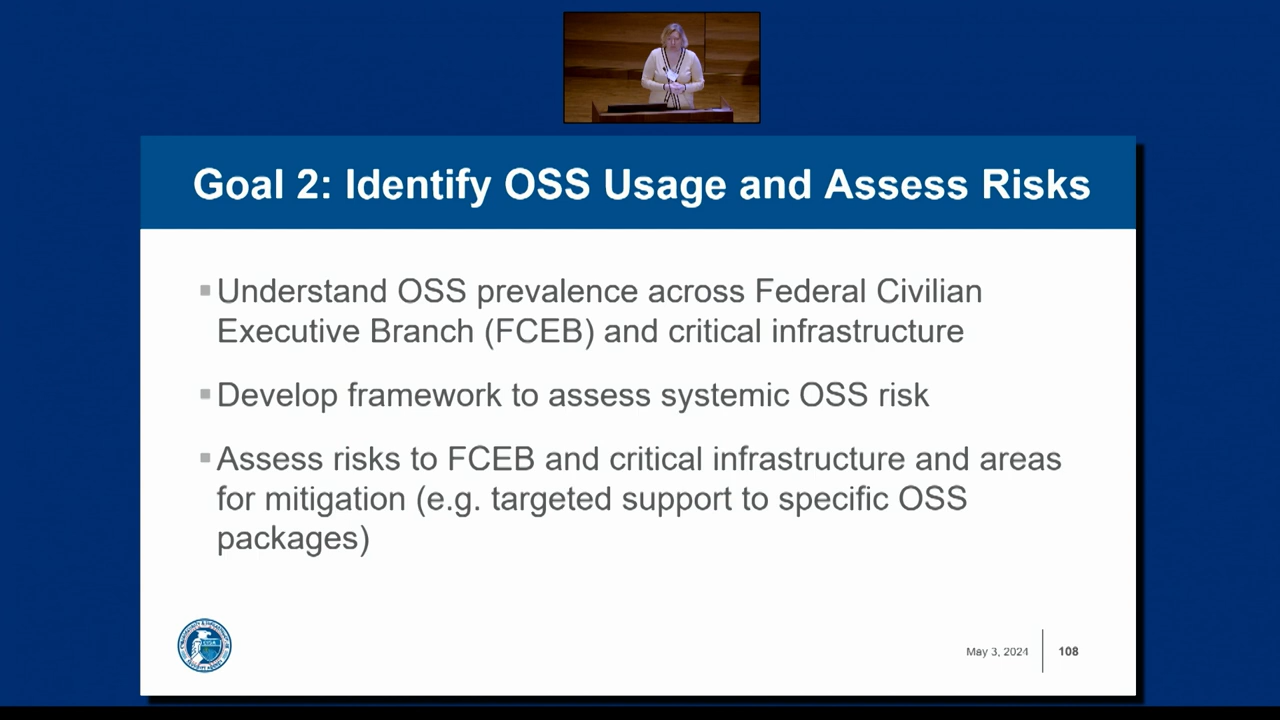 Goal 2: Identify OSS Usage and Assess Risks
Understand OSS prevalence across Federal Civilian
Executive Branch (FCEB) and critical infrastructure
Develop framework to assess systemic OSS risk
Assess risks to FCEB and critical infrastructure and areas
for mitigation (e.g. targeted support to specific OSS
packages)
May 3, 2024
108